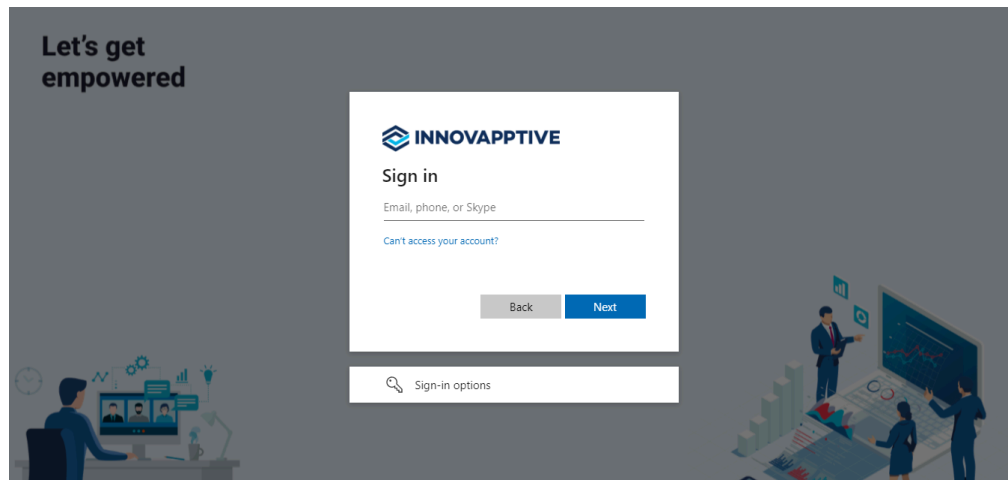 Let's get
empowered
INNOVAPPTIVE
Sign in
Email, phone, or Skype
Can't access your account?
Back
Next
Sign-in options